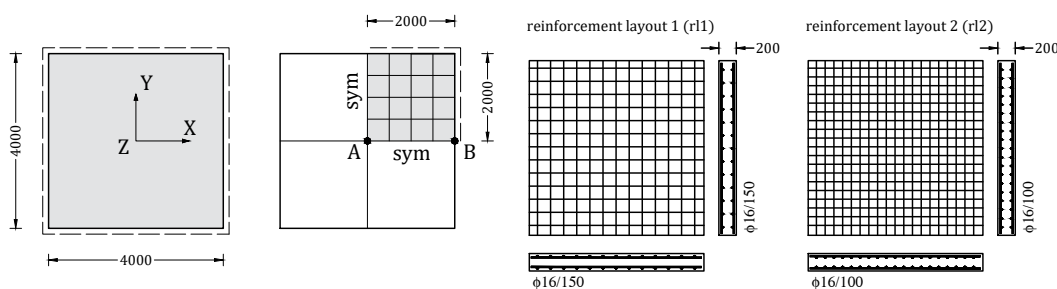 2000
reinforcement layout 1 (rl1)
reinforcement layout 2 (rl2)
200
200
Y
X
Z
4000
4000
sym
sym
A
B
2000
ϕ16/150
ϕ16/150
ϕ16/100
ϕ16/100